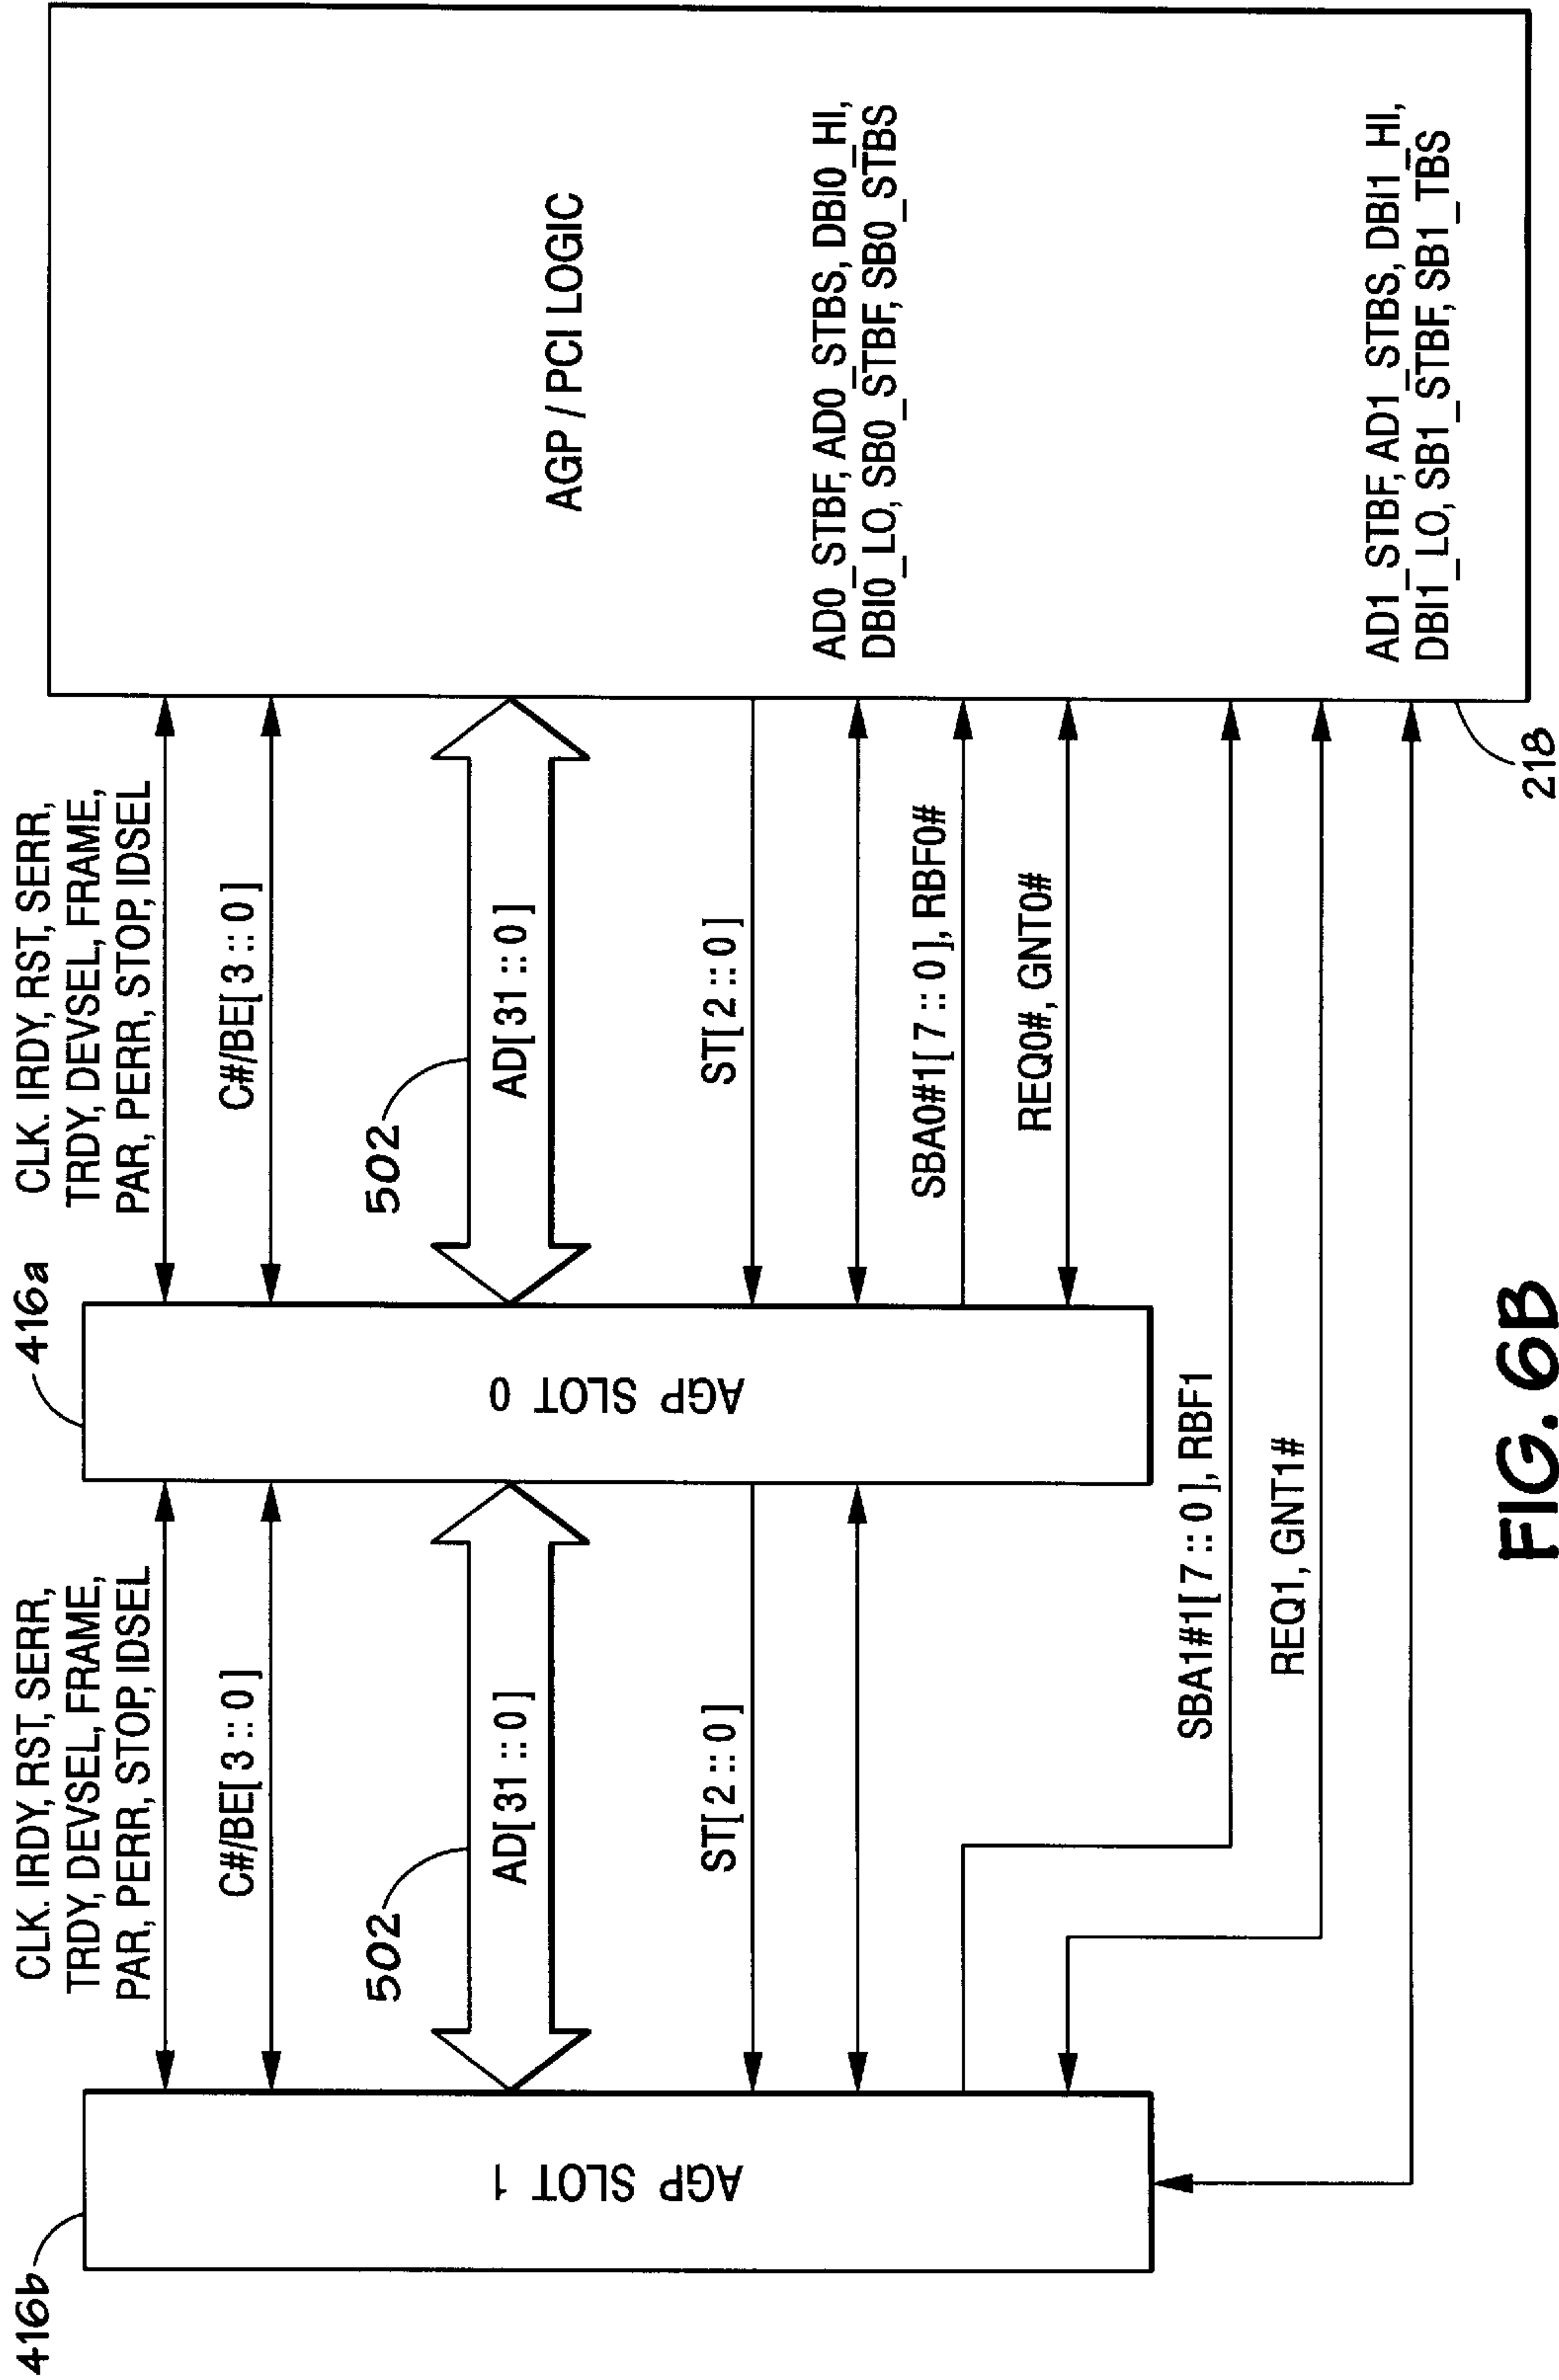 416b
416a
CLK. IRDY, RST, SERR,
TRDY, DEVSEL, FRAME,
PAR, PERR, STOP, IDSEL
C#/BE[ 3 :: 0 ]
502
AD[ 31 :: 0 ]
ST[ 2 :: 0 ]
AGP SLOT 1
CLK. IRDY, RST, SERR,
TRDY, DEVSEL, FRAME,
PAR, PERR, STOP, IDSEL
C#/BE[ 3 :: 0 ]
502
AD[ 31 :: 0 ]
ST[ 2 :: 0 ]
SBA0#1[ 7 :: 0 ], RBF0#
REQ0#, GNT0#
AGP SLOT 0
SBA1#1[ 7 :: 0 ], RBF1
REQ1, GNT1#
AGP / PCI LOGIC
AD0_STBF, AD0_STBS, DBI0_HI,
DBI0_LO, SB0_STBF, SB0_STBS
AD1_STBF, AD1_STBS, DBI1_HI,
DBI1_LO, SB1_STBF, SB1_TBS
218
FIG. 6B